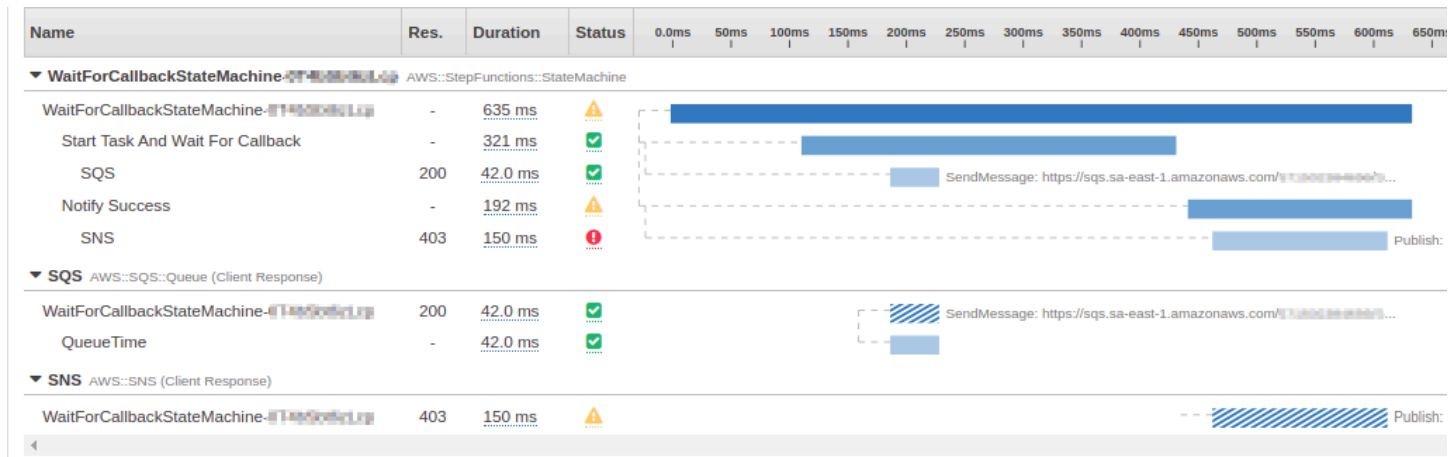 Name Res. Duration Status 0.0ms 50ms 100ms 150ms 200ms 250ms 300ms 350ms 400ms 450ms 500ms 550ms 600ms 650ms
WaitForCallbackStateMachine- AWS::StepFunctions::StateMachine
WaitForCallbackStateMachine- - 635 ms
Start Task And Wait For Callback - 321 ms
SQS 200 42.0 ms SendMessage: https://sqs.sa-east-1.amazonaws.com/ ...
Notify Success - 192 ms
SNS 403 150 ms Publish:
SQS AWS::SQS::Queue (Client Response)
WaitForCallbackStateMachine- 200 42.0 ms SendMessage: https://sqs.sa-east-1.amazonaws.com/ ...
QueueTime - 42.0 ms
SNS AWS::SNS (Client Response)
WaitForCallbackStateMachine- 403 150 ms Publish: